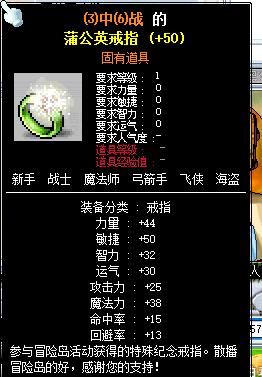 (3)中(6)战 的
蒲公英戒指 (+50)
固有道具
要求等级 : 1
要求力量 : 0
要求敏捷 : 0
要求智力 : 0
要求运气 : 0
要求人气度 : -
道具等级 : -
道具经验值 : -
新手 战士 魔法师 弓箭手 飞侠 海盗
装备分类 : 戒指
力量 : +44
敏捷 : +50
智力 : +32
运气 : +30
攻击力 : +25
魔法力 : +38
命中率 : +15
回避率 : +13
参与冒险岛活动获得的特殊纪念戒指。散播
冒险岛的好，感谢您的支持！